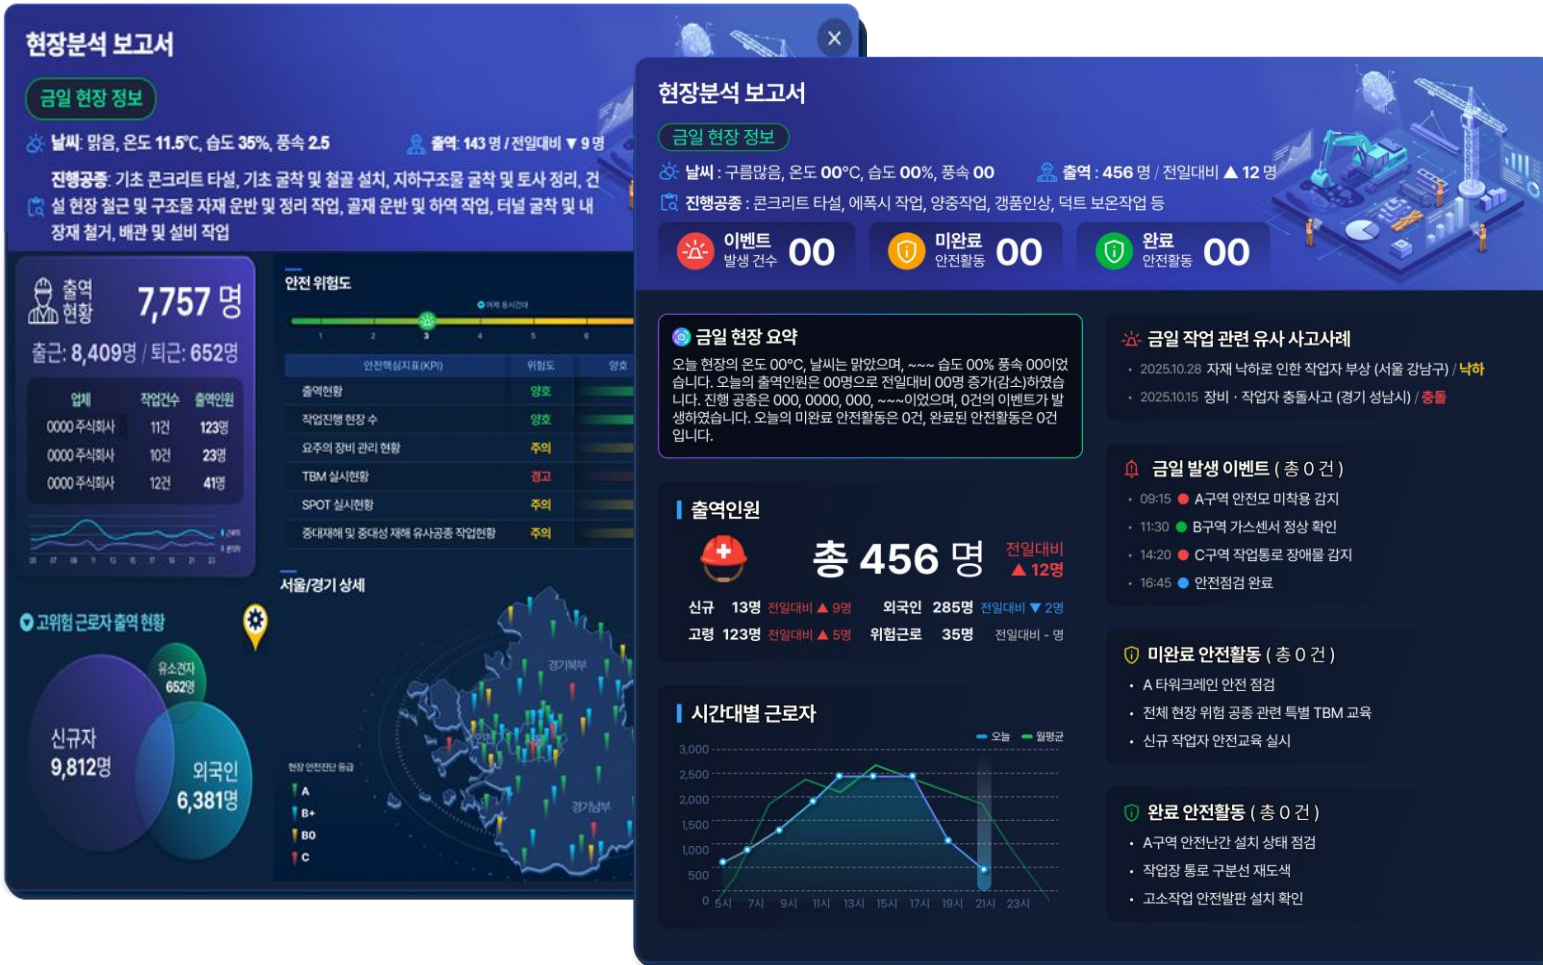 현장분석 보고서
금일 현장 정보
날씨: 맑음, 온도 11.5℃, 습도 35%, 풍속 2.5
출역: 143 명 / 전일대비 ▼ 9 명
진행공종: 기초 콘크리트 타설, 기초 굴착 및 철골 설치, 지하구조물 굴착 및 토사 정리, 건
설 현장 철근 및 구조물 자재 운반 및 정리 작업, 골재 운반 및 하역 작업, 터널 굴착 및 내
장재 철거, 배관 및 설비 작업
출역
현황
7,757 명
출근: 8,409명 / 퇴근: 652명
업체 작업건수 출역인원
0000 주식회사 11건 123명
0000 주식회사 10건 23명
0000 주식회사 12건 41명
안전 위험도
어제 동시간대
1 2 3 4 5 6
안전핵심지표(KPI) 위험도 양호
출역현황 양호
작업진행 현장 수 양호
요주의 장비 관리 현황 주의
TBM 실시현황 경고
SPOT 실시현황 주의
중대재해 및 중대성 재해 유사공종 작업현황 주의
고위험 근로자 출역 현황
유소견자
652명
신규자
9,812명
외국인
6,381명
서울/경기 상세
경기북부
경기남부
현장 안전진단 등급
A
B+
B0
C
현장분석 보고서
금일 현장 정보
날씨 : 구름많음, 온도 00℃, 습도 00%, 풍속 00
출역 : 456 명 / 전일대비 ▲ 12 명
진행공종 : 콘크리트 타설, 에폭시 작업, 양중작업, 갱품인상, 덕트 보온작업 등
이벤트
발생 건수
00
미완료
안전활동
00
완료
안전활동
00
금일 현장 요약
오늘 현장의 온도 00℃, 날씨는 맑았으며, ~~~ 습도 00% 풍속 00이었
습니다. 오늘의 출역인원은 00명으로 전일대비 00명 증가(감소)하였습
니다. 진행 공종은 000, 0000, 000, ~~~이었으며, 0건의 이벤트가 발
생하였습니다. 오늘의 미완료 안전활동은 0건, 완료된 안전활동은 0건
입니다.
출역인원
총 456 명
전일대비
▲ 12명
신규 13명 전일대비 ▲ 9명 외국인 285명 전일대비 ▼ 2명
고령 123명 전일대비 ▲ 5명 위험근로 35명 전일대비 - 명
시간대별 근로자
오늘 월평균
3,000
2,500
2,000
1,500
1,000
500
0
5시 7시 9시 11시 13시 15시 17시 19시 21시 23시
금일 작업 관련 유사 사고사례
· 2025.10.28 자재 낙하로 인한 작업자 부상 (서울 강남구) / 낙하
· 2025.10.15 장비 · 작업자 충돌사고 (경기 성남시) / 충돌
금일 발생 이벤트 ( 총 0 건 )
· 09:15 A구역 안전모 미착용 감지
· 11:30 B구역 가스센서 정상 확인
· 14:20 C구역 작업통로 장애물 감지
· 16:45 안전점검 완료
미완료 안전활동 ( 총 0 건 )
· A 타워크레인 안전 점검
· 전체 현장 위험 공종 관련 특별 TBM 교육
· 신규 작업자 안전교육 실시
완료 안전활동 ( 총 0 건 )
· A구역 안전난간 설치 상태 점검
· 작업장 통로 구분선 재도색
· 고소작업 안전발판 설치 확인